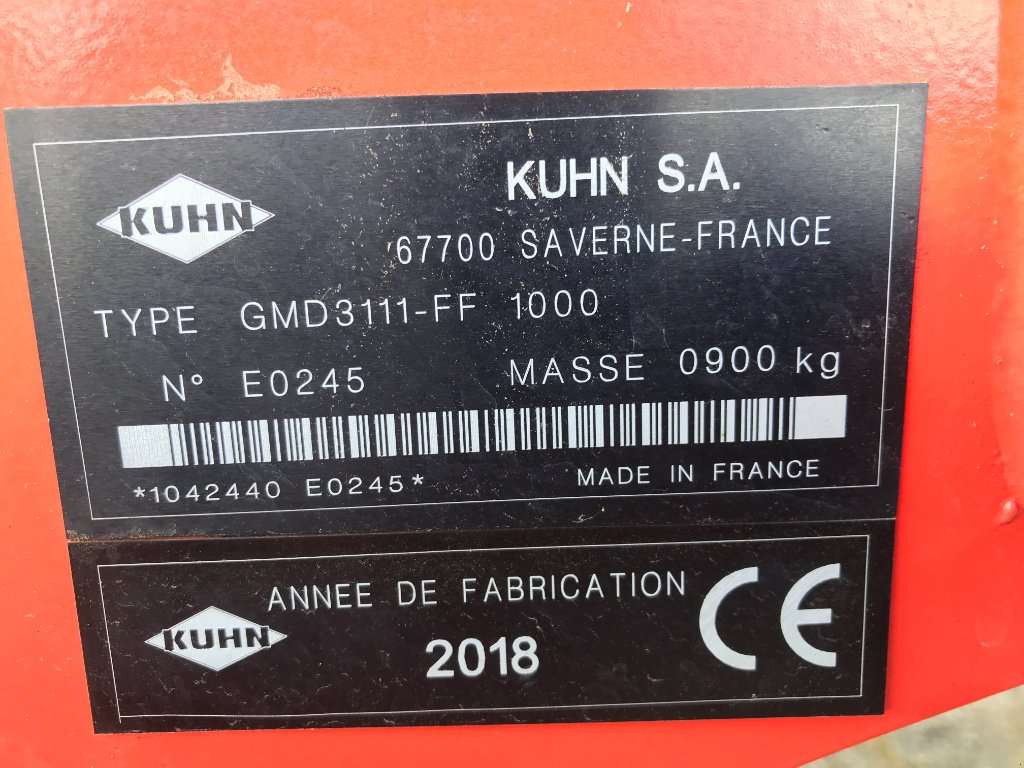 KUHN
KUHN S.A.
67700 SAVERNE-FRANCE
TYPE GMD3111-FF 1000
N° E0245 MASSE 0900 kg
*1042440 E0245* MADE IN FRANCE
KUHN
ANNEE DE FABRICATION
2018
CE